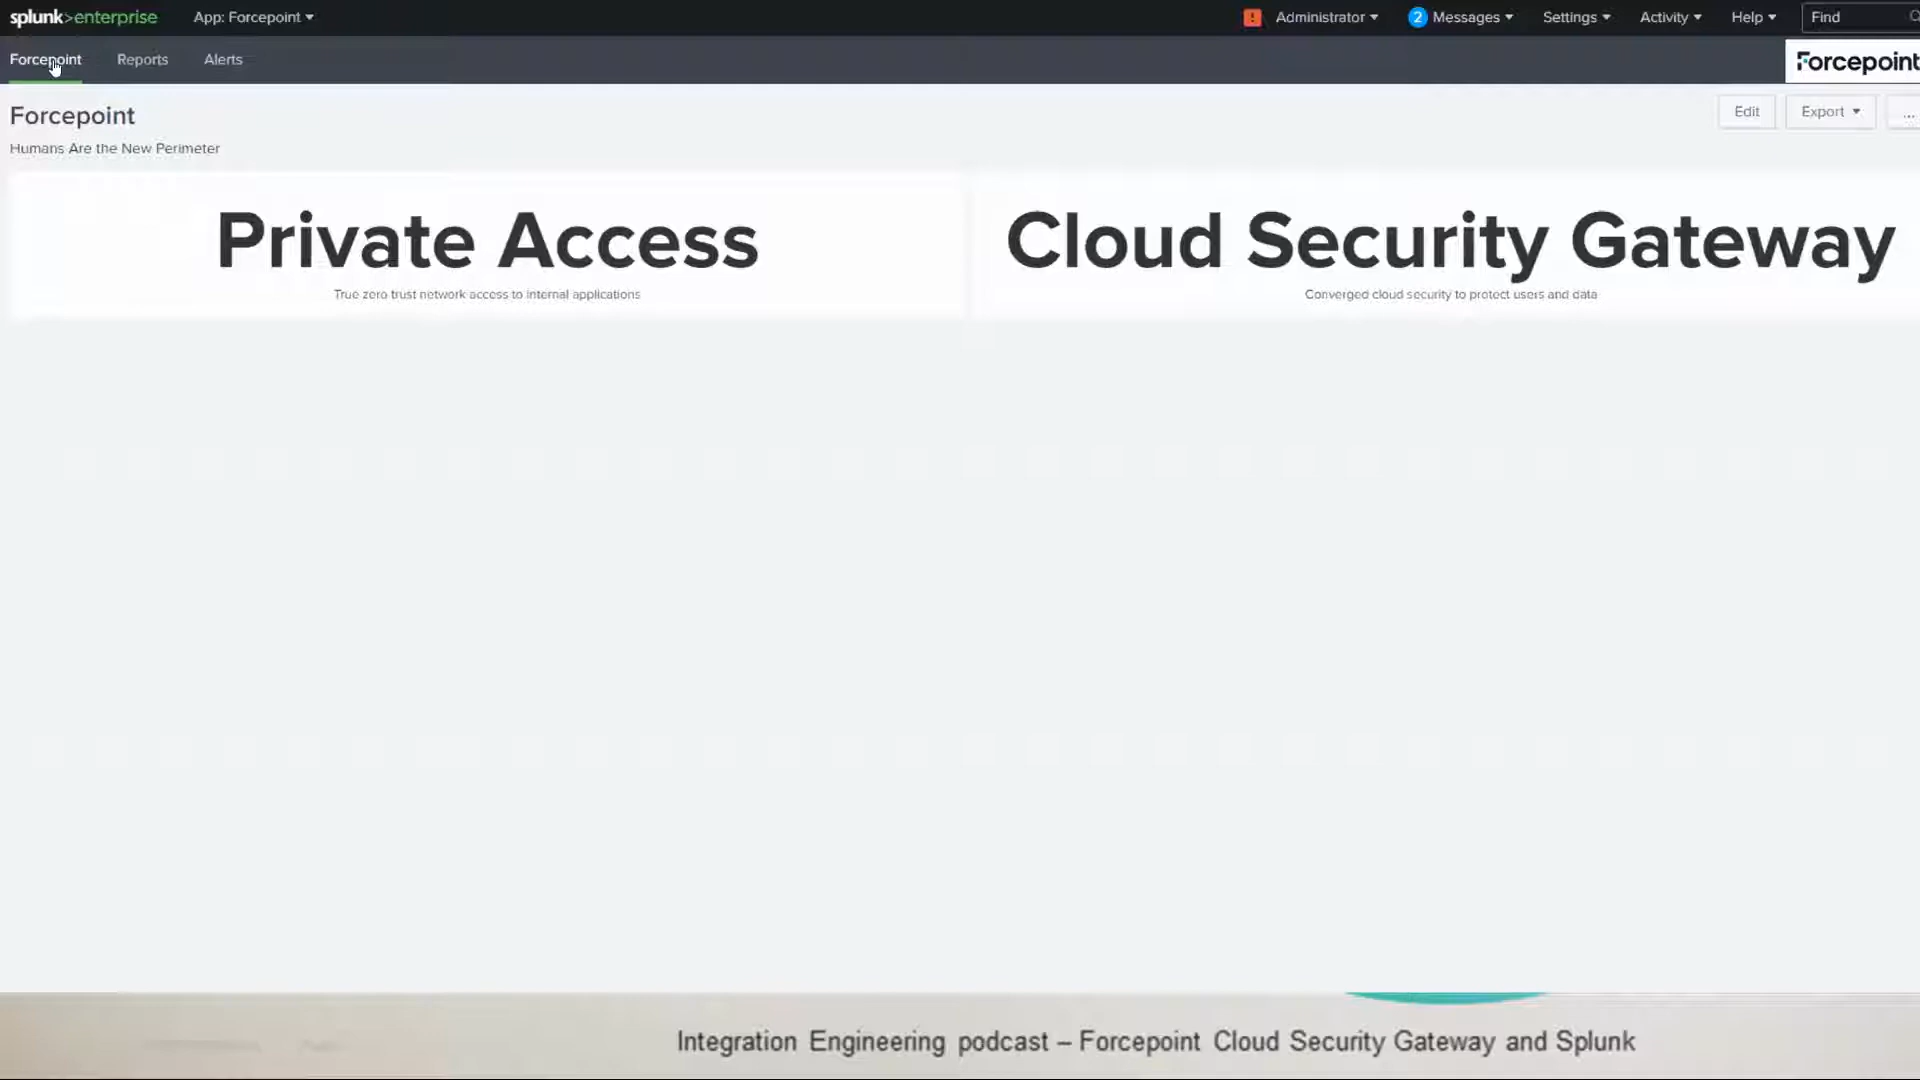 splunk>enterprise App: Forcepoint ! Administrator 2 Messages Settings Activity Help Find
Forcepoint Reports Alerts Forcepoint
Forcepoint Edit Export ...
Humans Are the New Perimeter
Private Access Cloud Security Gateway
True zero trust network access to internal applications Converged cloud security to protect users and data
Integration Engineering podcast – Forcepoint Cloud Security Gateway and Splunk